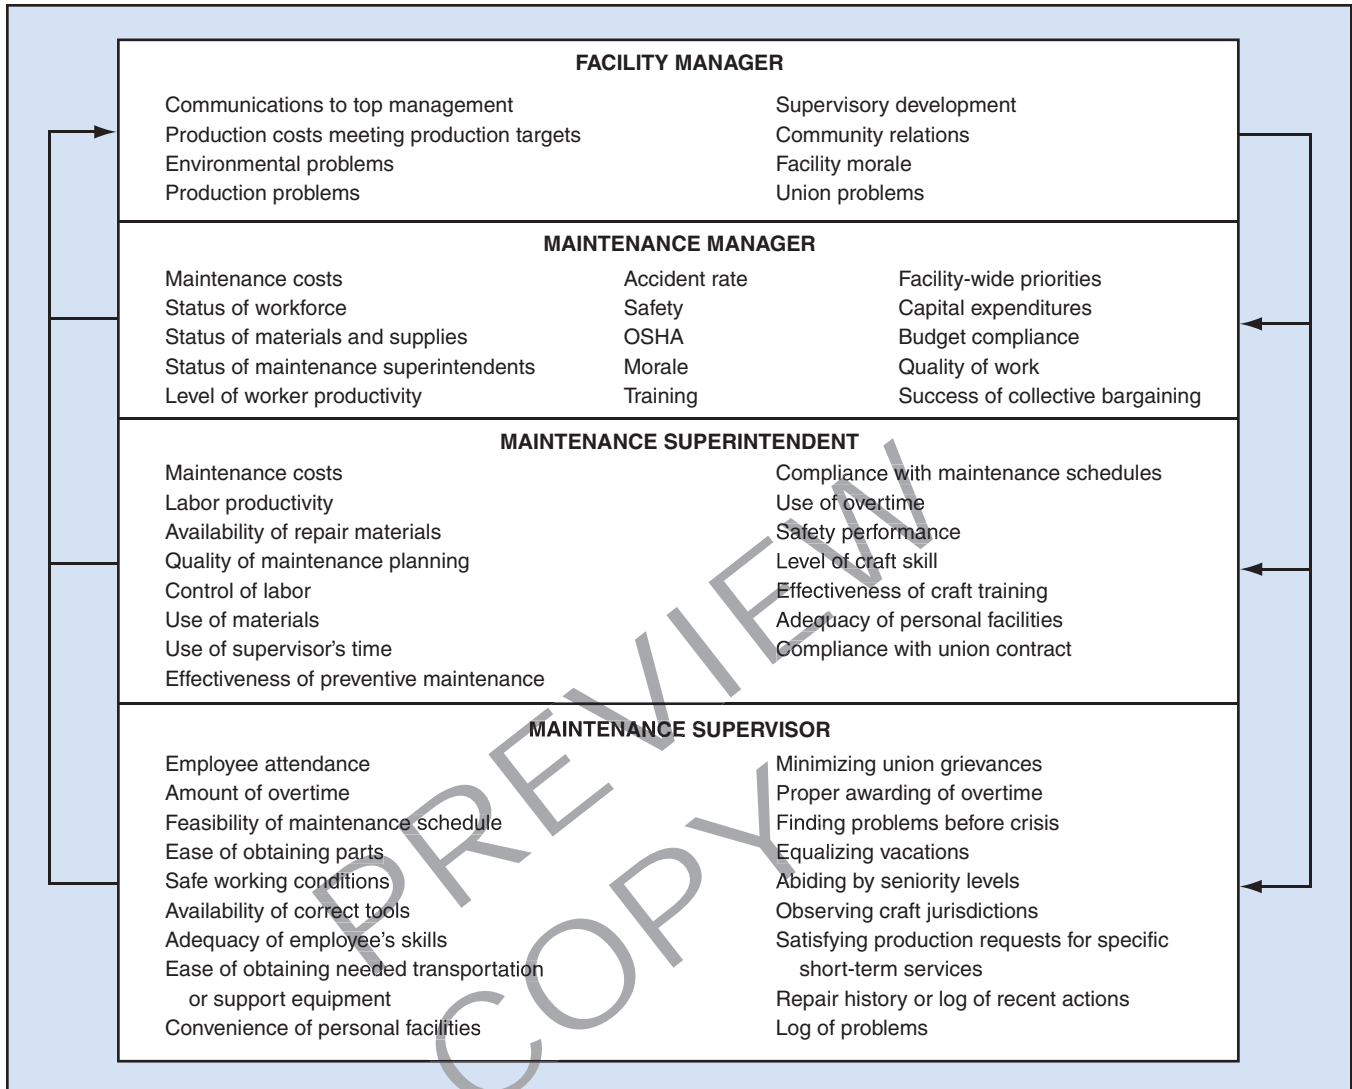 FACILITY MANAGER
Communications to top management
Production costs meeting production targets
Environmental problems
Production problems
Supervisory development
Community relations
Facility morale
Union problems
MAINTENANCE MANAGER
Maintenance costs
Status of workforce
Status of materials and supplies
Status of maintenance superintendents
Level of worker productivity
Accident rate
Safety
OSHA
Morale
Training
Facility-wide priorities
Capital expenditures
Budget compliance
Quality of work
Success of collective bargaining
MAINTENANCE SUPERINTENDENT
Maintenance costs
Labor productivity
Availability of repair materials
Quality of maintenance planning
Control of labor
Use of materials
Use of supervisor's time
Effectiveness of preventive maintenance
Compliance with maintenance schedules
Use of overtime
Safety performance
Level of craft skill
Effectiveness of craft training
Adequacy of personal facilities
Compliance with union contract
MAINTENANCE SUPERVISOR
Employee attendance
Amount of overtime
Feasibility of maintenance schedule
Ease of obtaining parts
Safe working conditions
Availability of correct tools
Adequacy of employee's skills
Ease of obtaining needed transportation
or support equipment
Convenience of personal facilities
Minimizing union grievances
Proper awarding of overtime
Finding problems before crisis
Equalizing vacations
Abiding by seniority levels
Observing craft jurisdictions
Satisfying production requests for specific
short-term services
Repair history or log of recent actions
Log of problems
PREVIEW
COPY